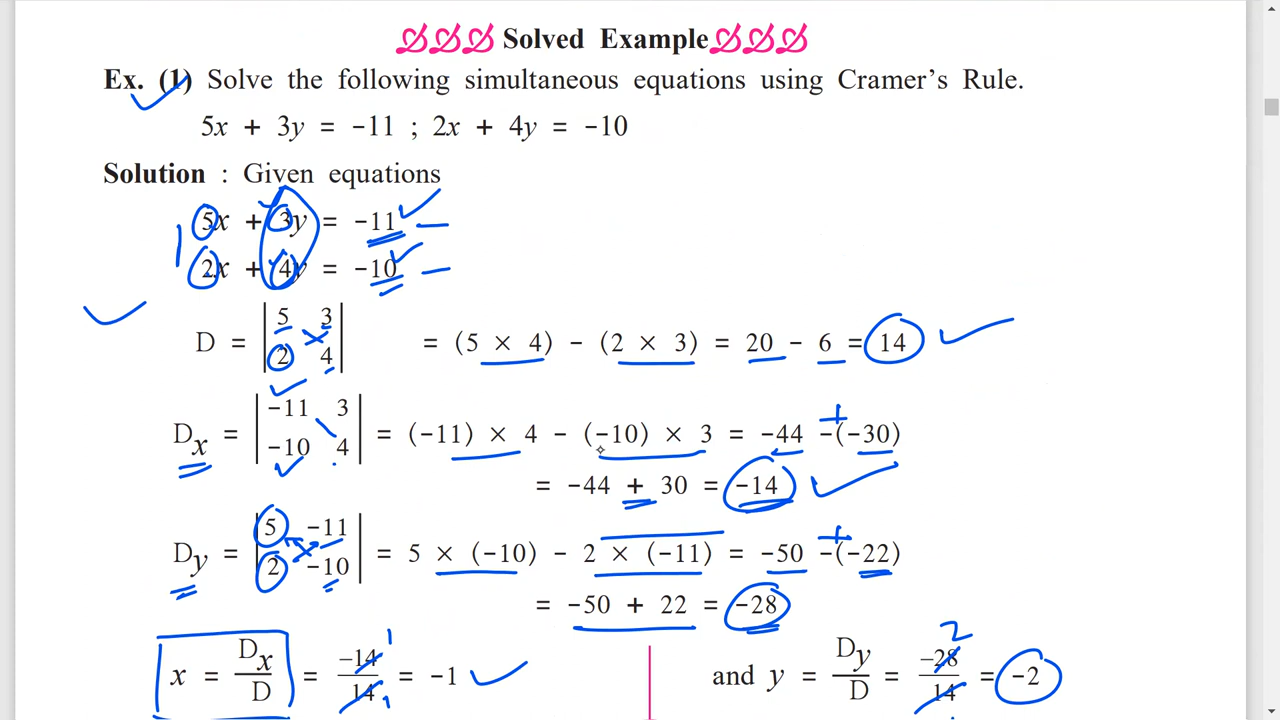 Solved Example
Ex. (1) Solve the following simultaneous equations using Cramer's Rule.
5x + 3y = -11 ; 2x + 4y = -10
Solution : Given equations
5x + 3y = -11
2x + 4y = -10
D = | 5 3 | = (5 × 4) - (2 × 3) = 20 - 6 = 14
| 2 4 |
Dx = | -11 3 | = (-11) × 4 - (-10) × 3 = -44 -(-30)
| -10 4 |
= -44 + 30 = -14
Dy = | 5 -11 | = 5 × (-10) - 2 × (-11) = -50 -(-22)
| 2 -10 |
= -50 + 22 = -28
x = Dx/D = -14/14 = -1 and y = Dy/D = -28/14 = -2